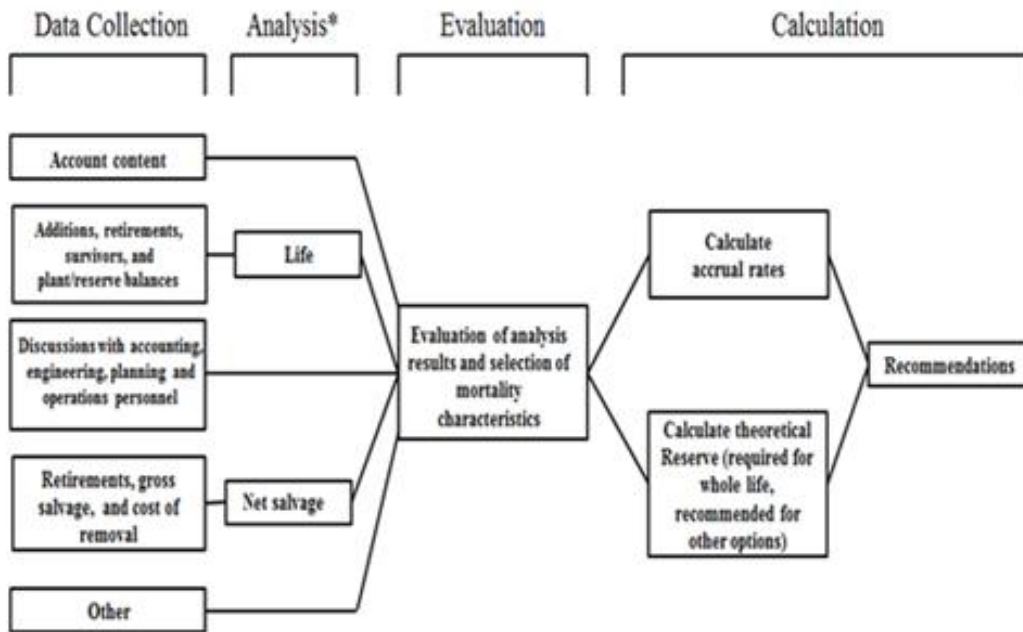 Data Collection
Analysis*
Evaluation
Calculation
Account content
Additions, retirements,
survivors, and
plant/reserve balances
Life
Discussions with accounting,
engineering, planning and
operations personnel
Retirements, gross
salvage, and cost of
removal
Net salvage
Other
Evaluation of analysis
results and selection of
mortality
characteristics
Calculate
accrual rates
Calculate theoretical
Reserve (required for
whole life,
recommended for
other options)
Recommendations